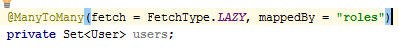 @ManyToMany(fetch = FetchType.LAZY, mappedBy = "roles")
private Set<User> users;